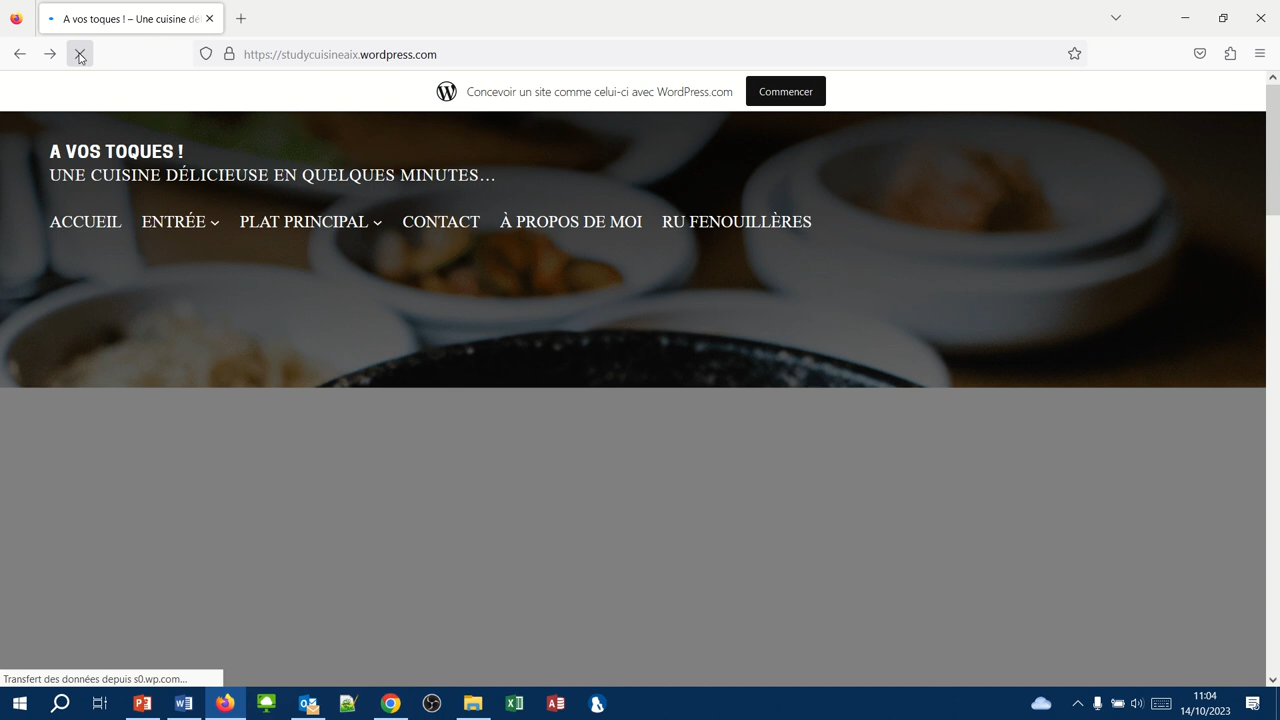 A vos toques ! – Une cuisine dé
https://studycuisineaix.wordpress.com
Concevoir un site comme celui-ci avec WordPress.com
Commencer
A VOS TOQUES !
UNE CUISINE DÉLICIEUSE EN QUELQUES MINUTES…
ACCUEIL ENTRÉE PLAT PRINCIPAL CONTACT À PROPOS DE MOI RU FENOUILLÈRES
Transfert des données depuis s0.wp.com...
11:04
14/10/2023